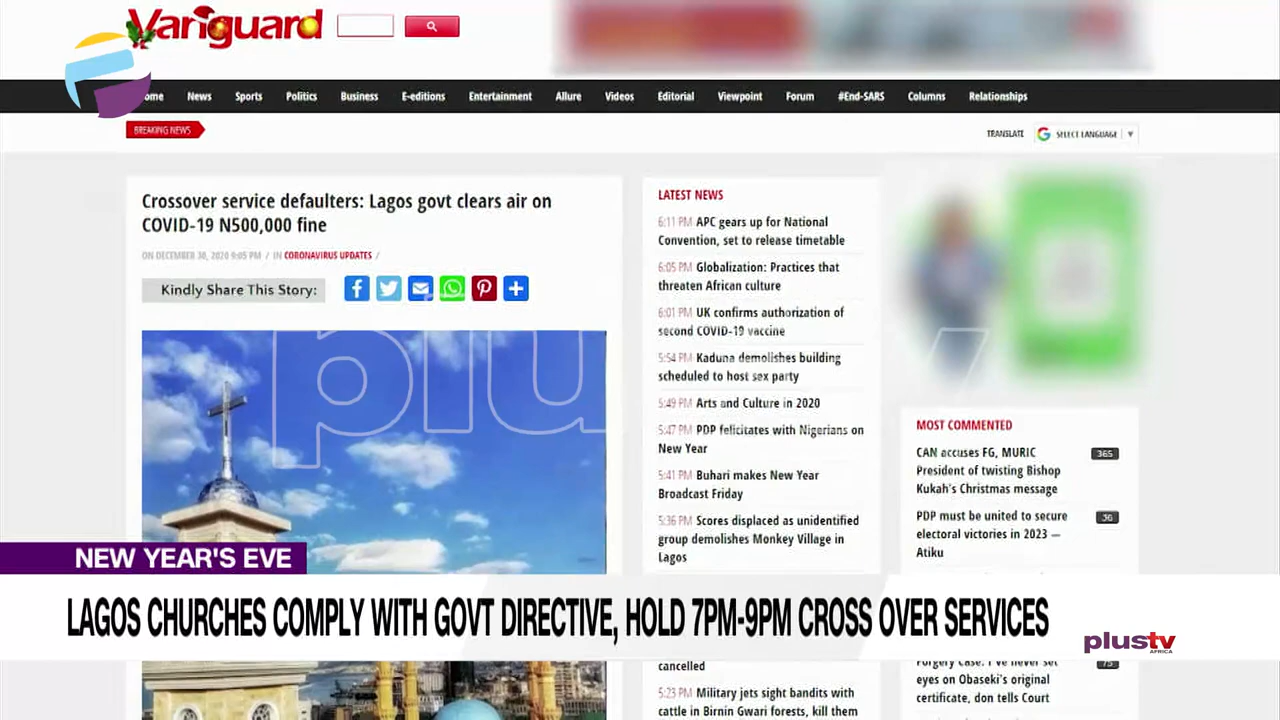 Vanguard
Home News Sports Politics Business E-editions Entertainment Allure Videos Editorial Viewpoint Forum #End-SARS Columns Relationships
BREAKING NEWS
TRANSLATE
SELECT LANGUAGE
Crossover service defaulters: Lagos govt clears air on
COVID-19 N500,000 fine
ON DECEMBER 30, 2020 9:05 PM / IN CORONAVIRUS UPDATES /
Kindly Share This Story:
LATEST NEWS
6:11 PM APC gears up for National
Convention, set to release timetable
6:05 PM Globalization: Practices that
threaten African culture
6:01 PM UK confirms authorization of
second COVID-19 vaccine
5:54 PM Kaduna demolishes building
scheduled to host sex party
5:49 PM Arts and Culture in 2020
5:47 PM PDP felicitates with Nigerians on
New Year
5:41 PM Buhari makes New Year
Broadcast Friday
5:36 PM Scores displaced as unidentified
group demolishes Monkey Village in
Lagos
cancelled
5:23 PM Military jets sight bandits with
cattle in Birnin Gwari forests, kill them
MOST COMMENTED
CAN accuses FG, MURIC
President of twisting Bishop
Kukah's Christmas message
365
PDP must be united to secure
electoral victories in 2023 —
Atiku
36
Forgery Case: I've never set
eyes on Obaseki's original
certificate, don tells Court
75
plus v
NEW YEAR'S EVE
LAGOS CHURCHES COMPLY WITH GOVT DIRECTIVE, HOLD 7PM-9PM CROSS OVER SERVICES
plustv
AFRICA